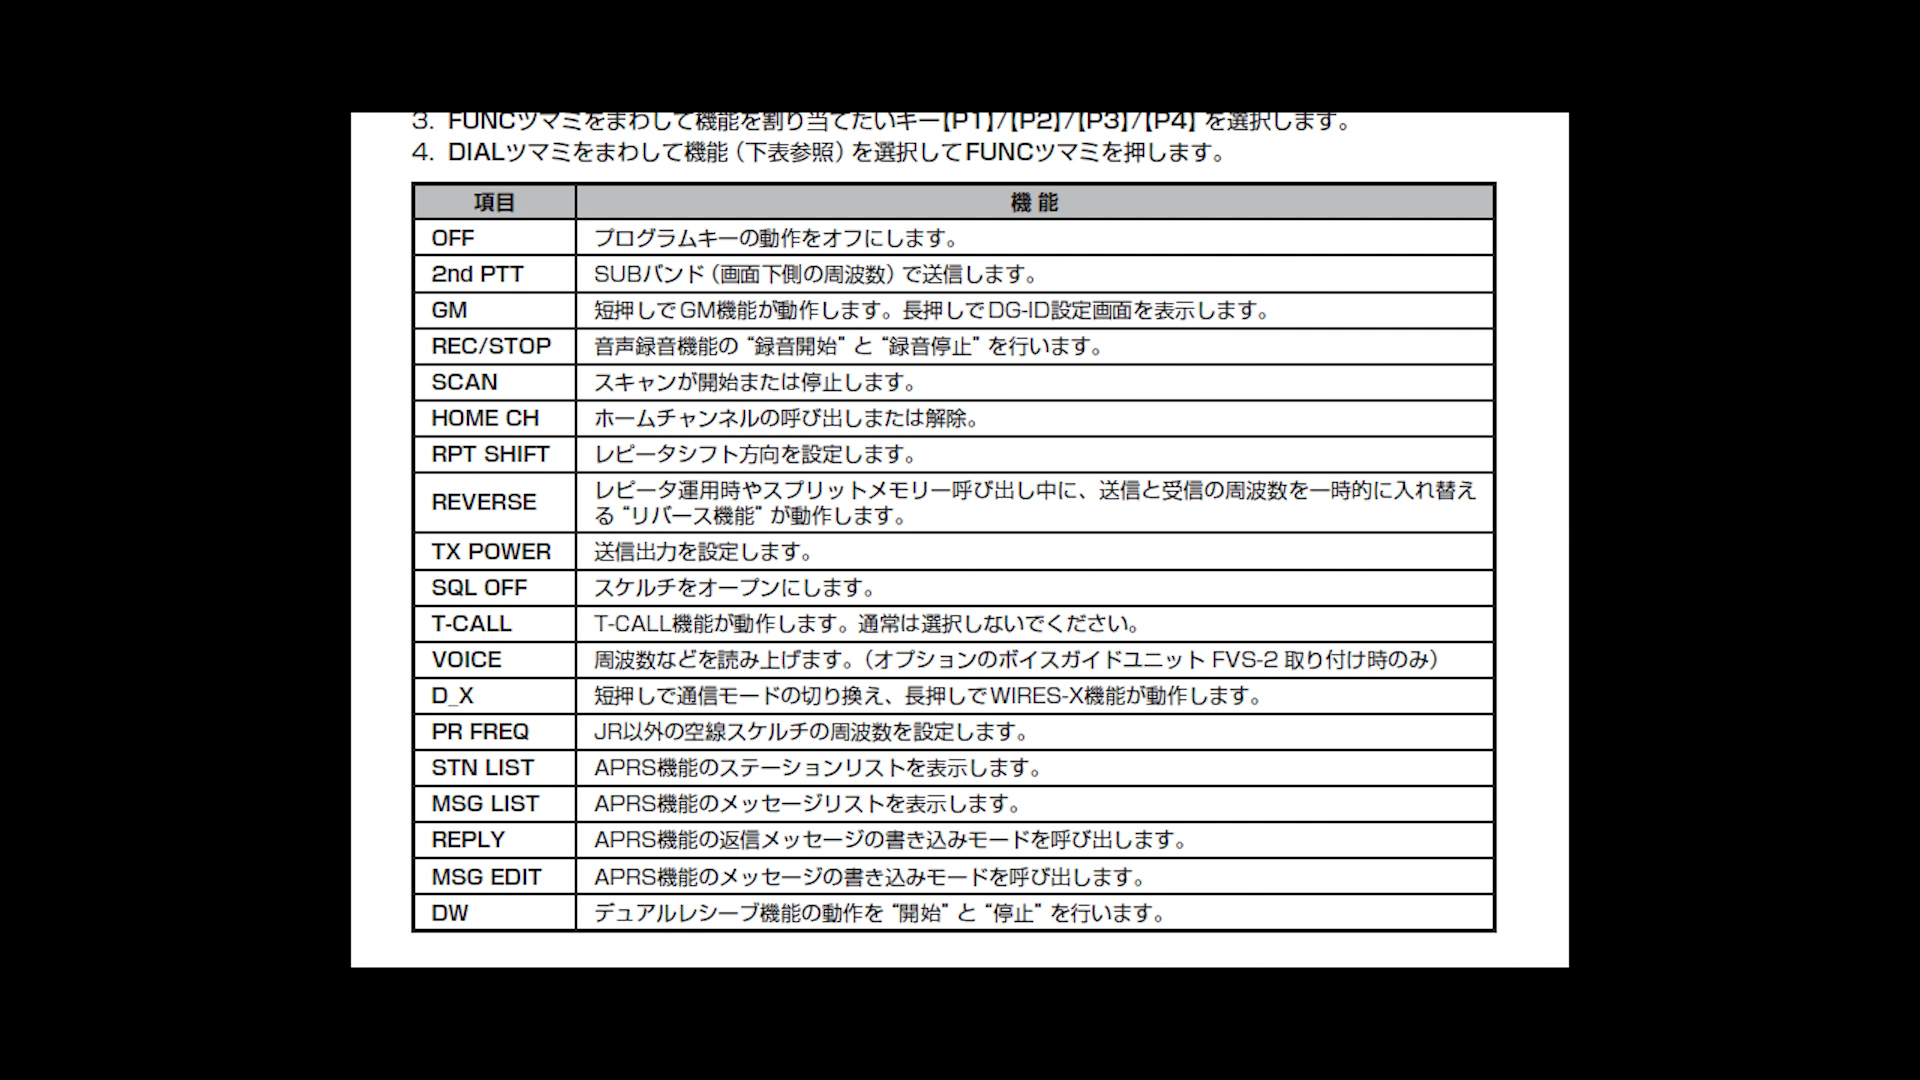 3. FUNCツマミをまわして機能を割り当てたいキー【P1】/【P2】/【P3】/【P4】を選択します。
4. DIALツマミをまわして機能（下表参照）を選択してFUNCツマミを押します。
項目 機 能
OFF プログラムキーの動作をオフにします。
2nd PTT SUBバンド（画面下側の周波数）で送信します。
GM 短押しでGM機能が動作します。長押しでDG-ID設定画面を表示します。
REC/STOP 音声録音機能の “録音開始” と “録音停止” を行います。
SCAN スキャンが開始または停止します。
HOME CH ホームチャンネルの呼び出しまたは解除。
RPT SHIFT レピータシフト方向を設定します。
REVERSE レピータ運用時やスプリットメモリー呼び出し中に、送信と受信の周波数を一時的に入れ替え
る “リバース機能” が動作します。
TX POWER 送信出力を設定します。
SQL OFF スケルチをオープンにします。
T-CALL T-CALL機能が動作します。通常は選択しないでください。
VOICE 周波数などを読み上げます。（オプションのボイスガイドユニット FVS-2 取り付け時のみ）
D_X 短押しで通信モードの切り換え、長押しでWIRES-X機能が動作します。
PR FREQ JR以外の空線スケルチの周波数を設定します。
STN LIST APRS機能のステーションリストを表示します。
MSG LIST APRS機能のメッセージリストを表示します。
REPLY APRS機能の返信メッセージの書き込みモードを呼び出します。
MSG EDIT APRS機能のメッセージの書き込みモードを呼び出します。
DW デュアルレシーブ機能の動作を “開始” と “停止” を行います。